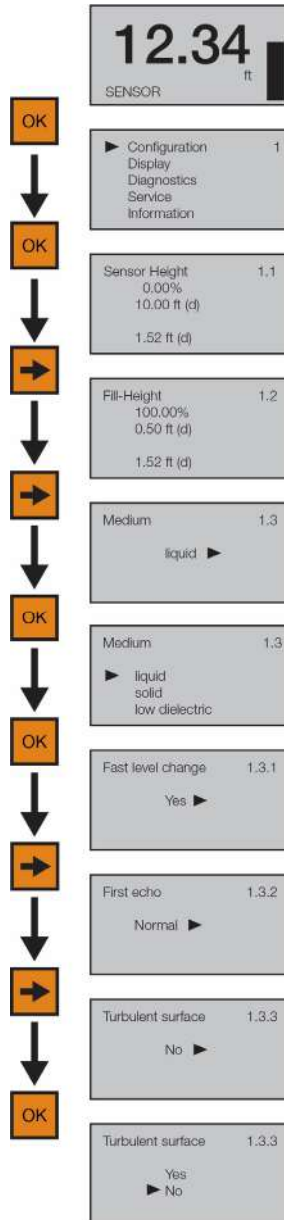 12.34
ft
SENSOR
OK
Configuration 1
Display
Diagnostics
Service
Information
OK
Sensor Height 1.1
0.00%
10.00 ft (d)
1.52 ft (d)
Fill-Height 1.2
100.00%
0.50 ft (d)
1.52 ft (d)
Medium 1.3
liquid
OK
Medium 1.3
liquid
solid
low dielectric
OK
Fast level change 1.3.1
Yes
First echo 1.3.2
Normal
Turbulent surface 1.3.3
No
OK
Turbulent surface 1.3.3
Yes
No